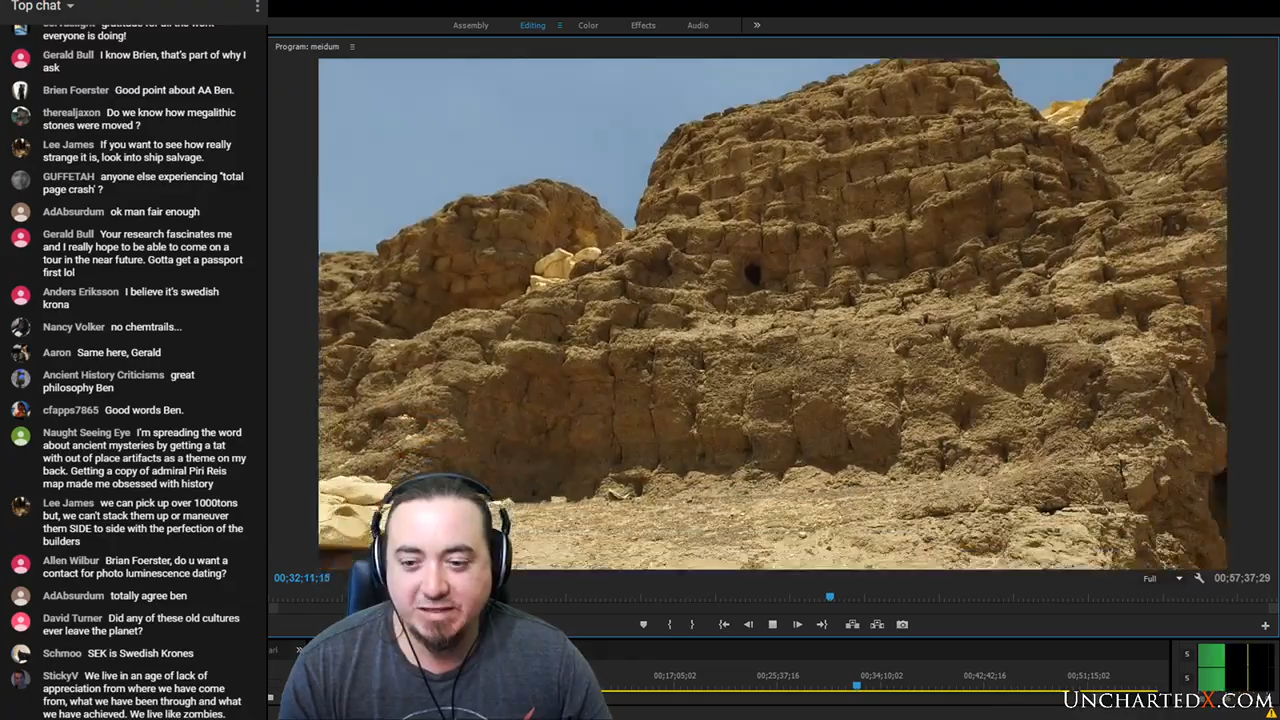 Top chat
everyone is doing!
Gerald Bull I know Brien, that's part of why I
ask
Brien Foerster Good point about AA Ben.
therealjaxon Do we know how megalithic
stones were moved ?
Lee James If you want to see how really
strange it is, look into ship salvage.
GUFFETAH anyone else experiencing "total
page crash' ?
AdAbsurdum ok man fair enough
Gerald Bull Your research fascinates me
and I really hope to be able to come on a
tour in the near future. Gotta get a passport
first lol
Anders Eriksson I believe it's swedish
krona
Nancy Volker no chemtrails...
Aaron Same here, Gerald
Ancient History Criticisms great
philosophy Ben
cfapps7865 Good words Ben.
Naught Seeing Eye I'm spreading the word
about ancient mysteries by getting a tat
with out of place artifacts as a theme on my
back. Getting a copy of admiral Piri Reis
map made me obsessed with history
Lee James we can pick up over 1000tons
but, we can't stack them up or maneuver
them SIDE to side with the perfection of the
builders
Allen Wilbur Brian Foerster, do u want a
contact for photo luminescence dating?
AdAbsurdum totally agree ben
David Turner Did any of these old cultures
ever leave the planet?
Schmoo SEK is Swedish Krones
StickyV We live in an age of lack of
appreciation from where we have come
from, what we have been through and what
we have achieved. We live like zombies.
Assembly Editing Color Effects Audio
Program: meidum
00;32;11;15 Full 00;57;37;29
00;17;05;02 00;25;37;16 00;34;10;02 00;42;42;16 00;51;15;02
S
S
UnchartedX.com